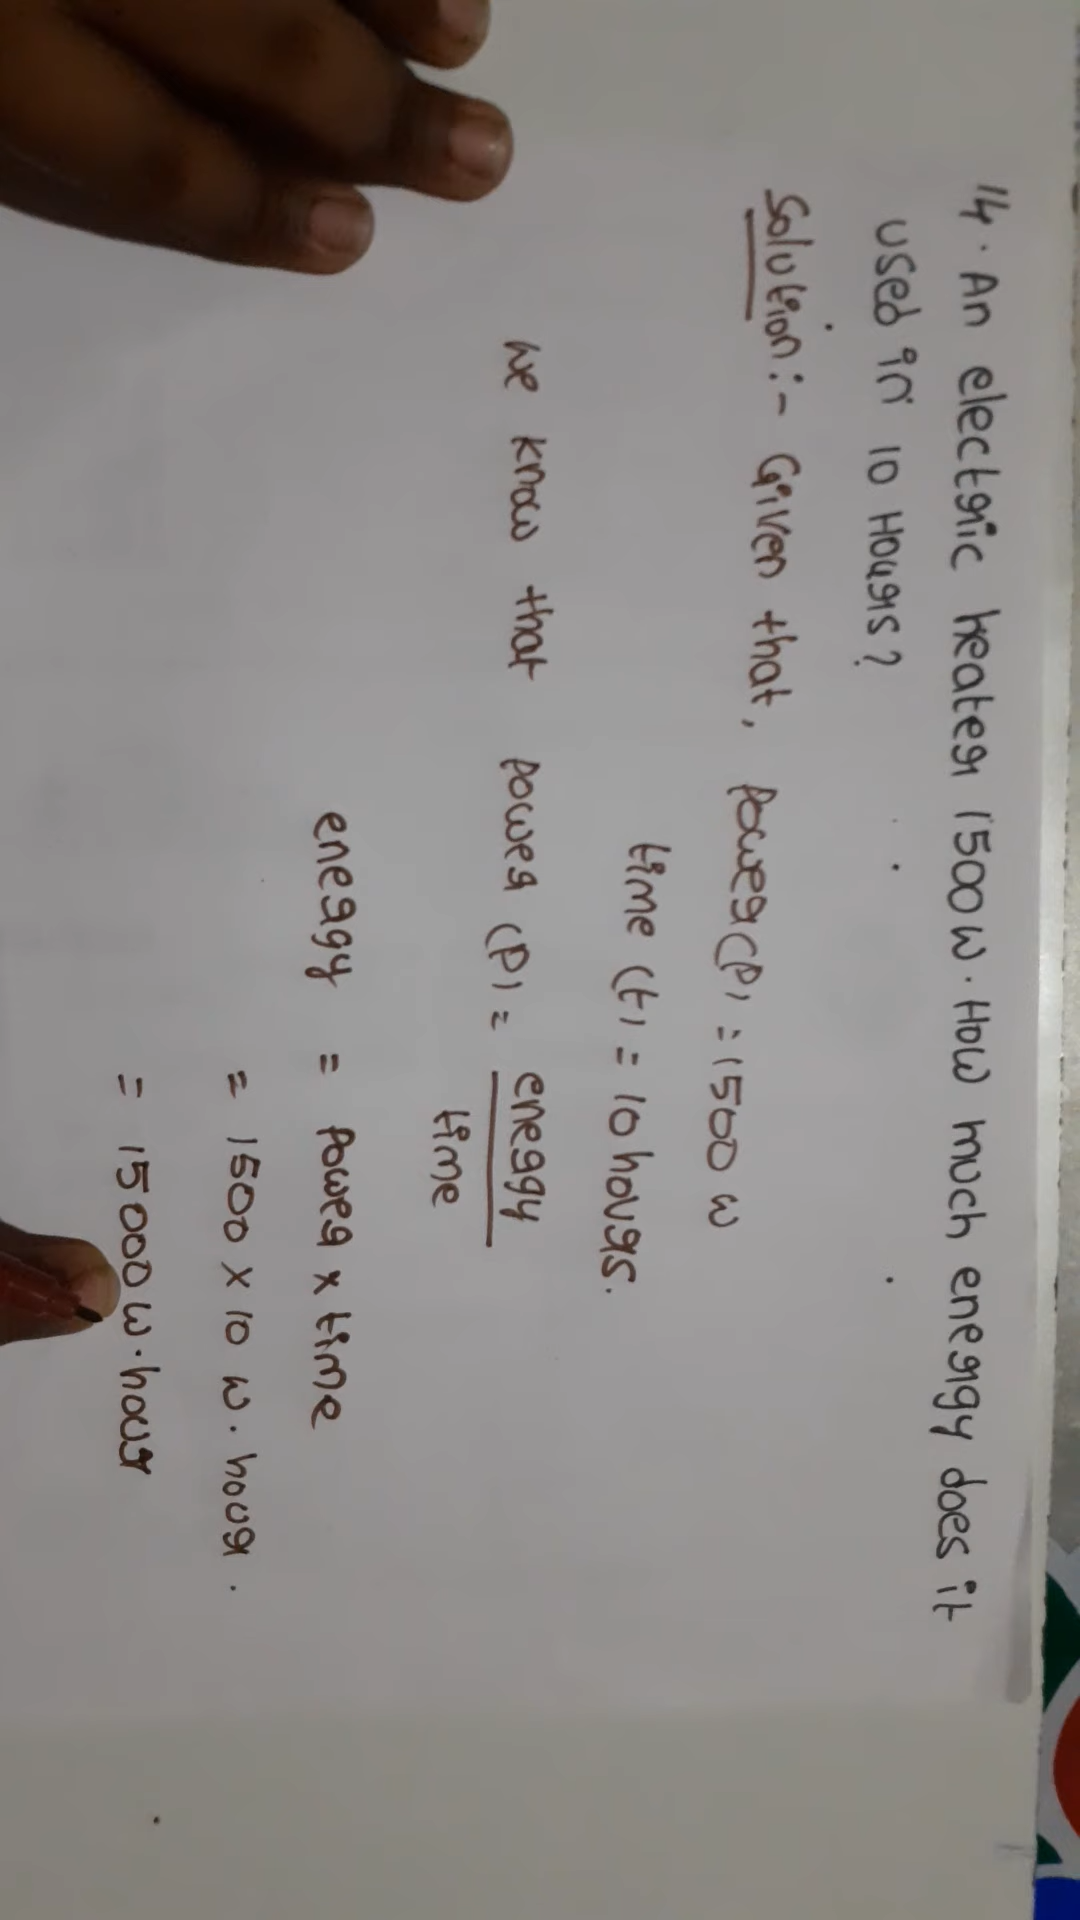 14. An electric heater 1500W. How much energy does it
used in 10 Hours?
Solution:- Given that, Power(P) = 1500 W
time (t) = 10 hours.
We know that Power (P) = energy
time
energy = Power x time
= 1500 x 10 W. hour.
= 15000 W. hour